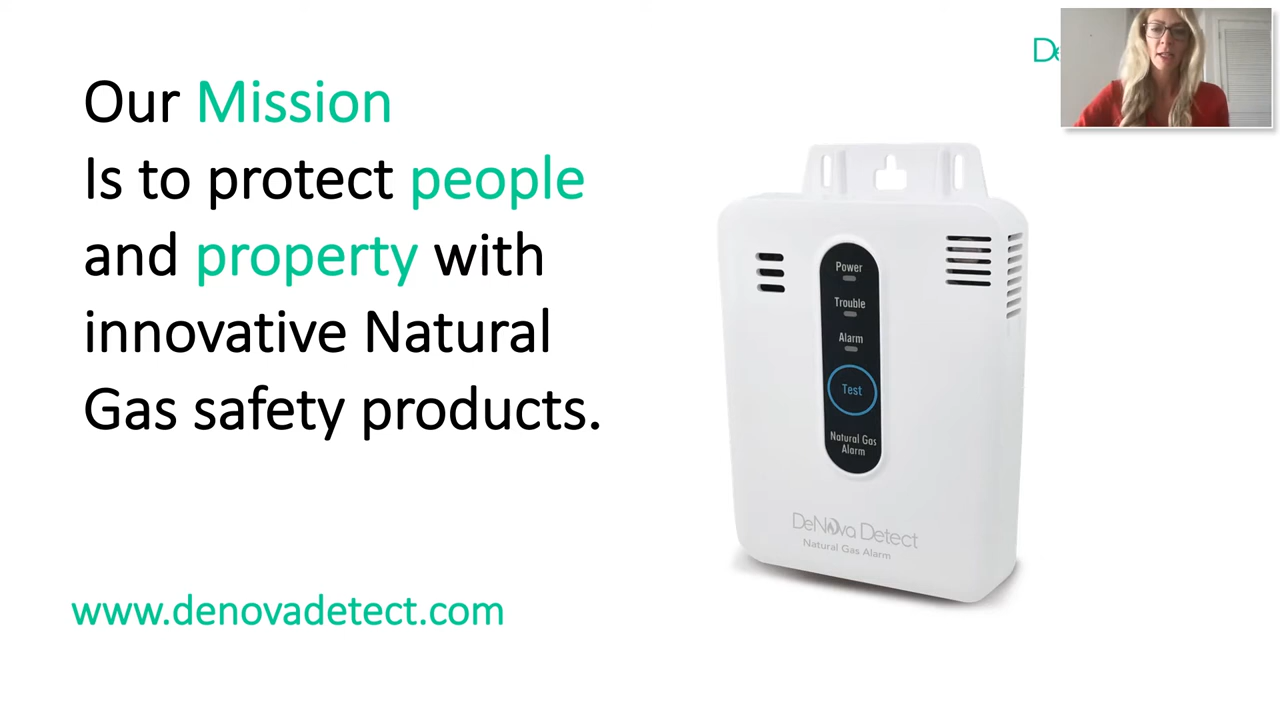 Our Mission
Is to protect people
and property with
innovative Natural
Gas safety products.
www.denovadetect.com
De
Power
Trouble
Alarm
Test
Natural Gas
Alarm
DeNova Detect
Natural Gas Alarm